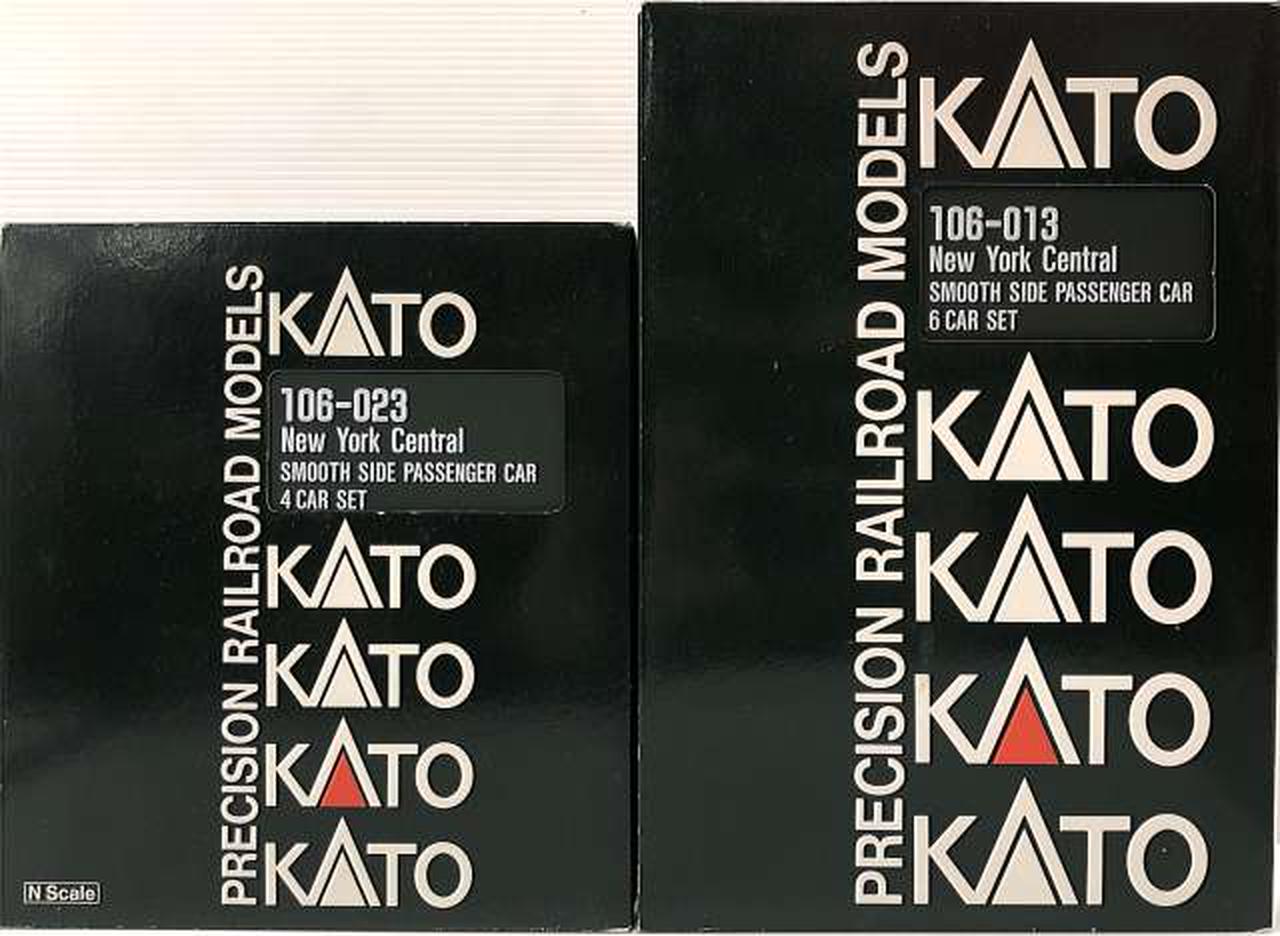 PRECISION RAILROAD MODELS
KATO
106-023
New York Central
SMOOTH SIDE PASSENGER CAR
4 CAR SET
KATO
KATO
KATO
KATO
N Scale
PRECISION RAILROAD MODELS
KATO
106-013
New York Central
SMOOTH SIDE PASSENGER CAR
6 CAR SET
KATO
KATO
KATO
KATO